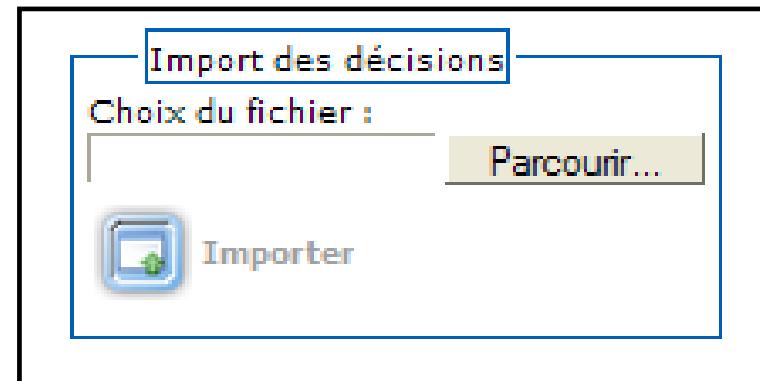 Import des décisions
Choix du fichier :
Parcourir...
Importer